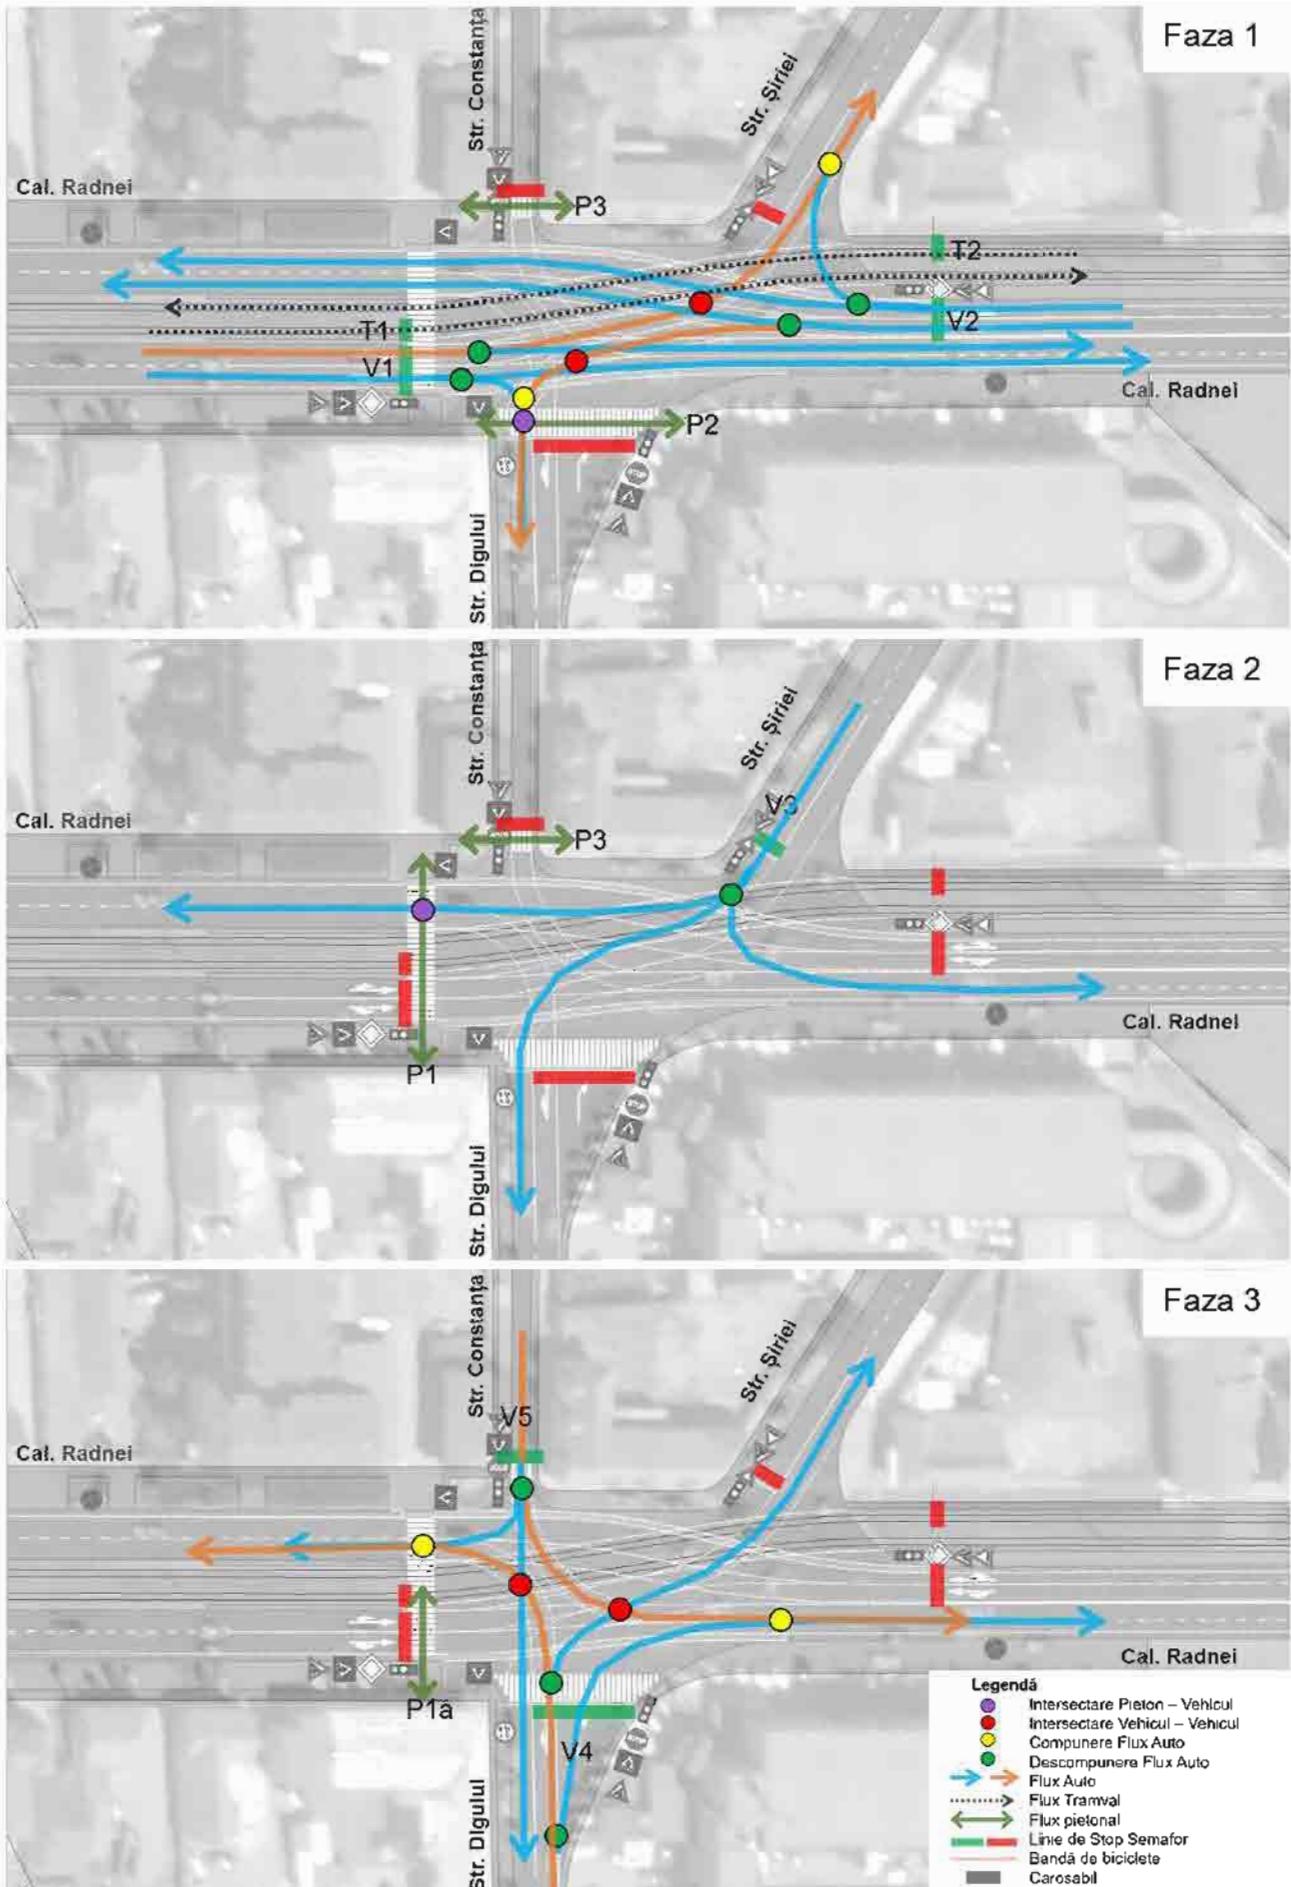 Faza 1
Str. Constanța
Str. Șiriei
Cal. Radnei
P3
T2
T1
V1
V2
Cal. Radnei
P2
Str. Digului
Faza 2
Str. Constanța
Str. Șiriei
V3
Cal. Radnei
P3
Cal. Radnei
P1
Str. Digului
Faza 3
Str. Constanța
Str. Șiriei
V5
Cal. Radnei
Cal. Radnei
P1a
V4
Str. Digului
Legendă
Intersectare Pieton – Vehicul
Intersectare Vehicul – Vehicul
Compunere Flux Auto
Descompunere Flux Auto
Flux Auto
Flux Tramvai
Flux pietonal
Linie de Stop Semafor
Bandă de biciclete
Carosabil